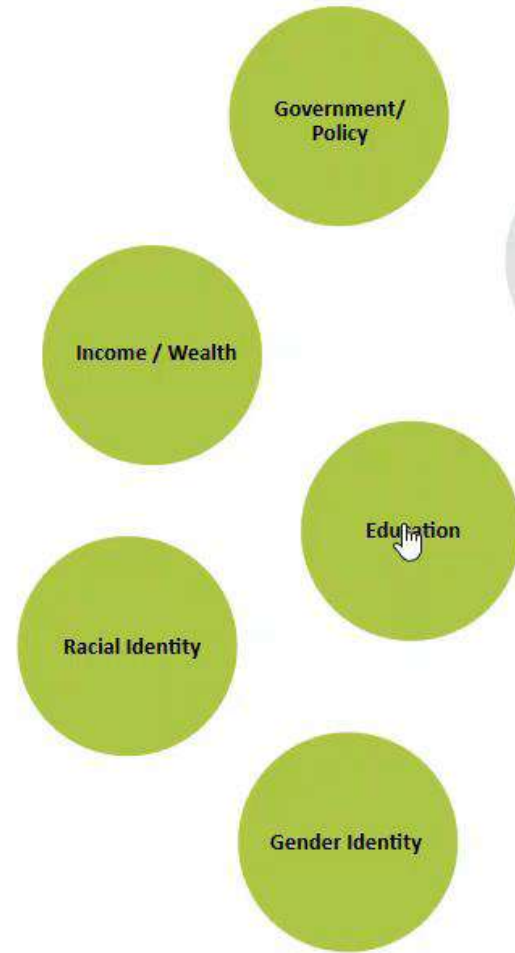 Government/
Policy
Income / Wealth
Education
Racial Identity
Gender Identity